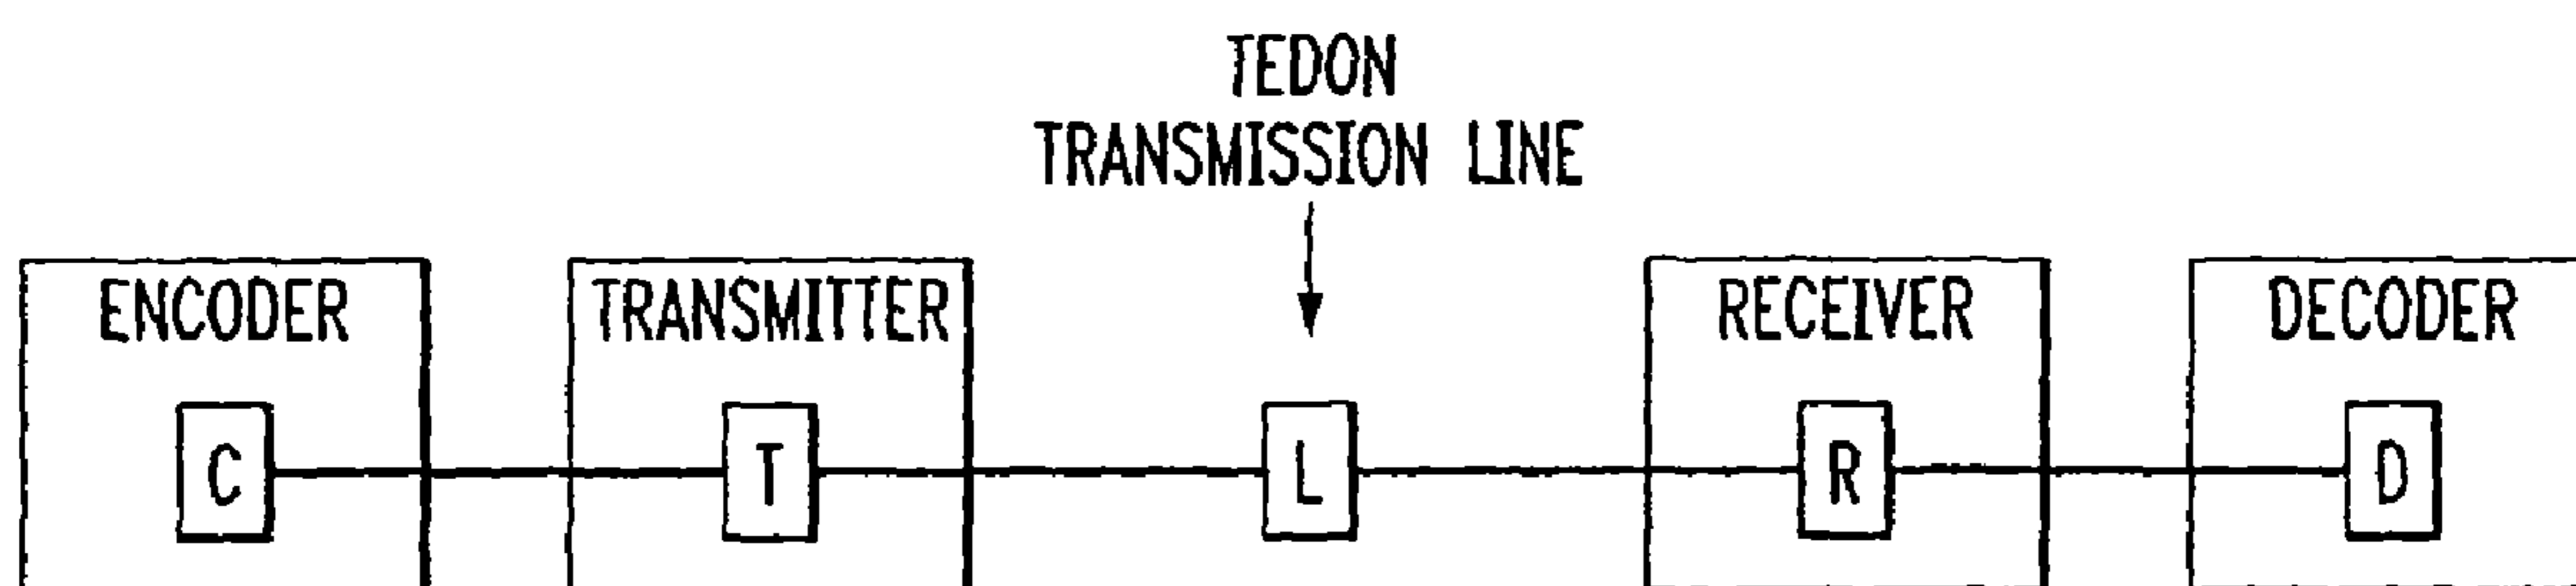 TEDON
TRANSMISSION LINE
ENCODER
TRANSMITTER
RECEIVER
DECODER
C
T
L
R
D